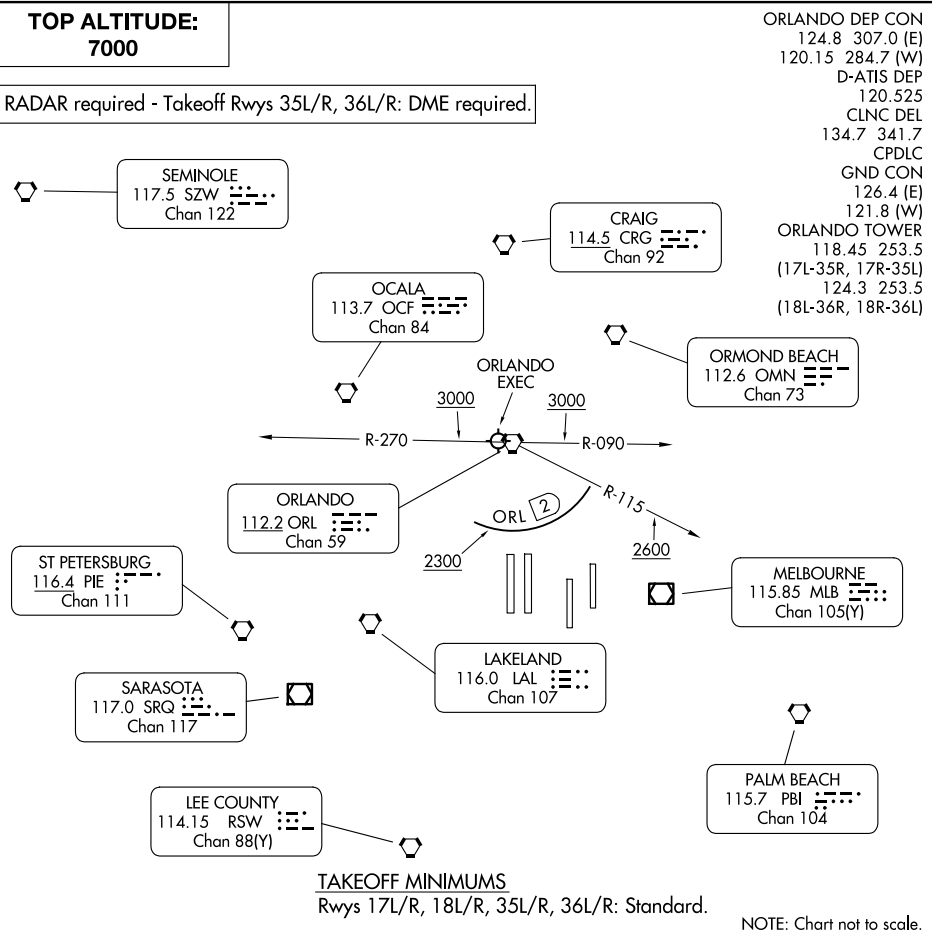 TOP ALTITUDE:
7000
RADAR required - Takeoff Rwys 35L/R, 36L/R: DME required.
ORLANDO DEP CON
124.8 307.0 (E)
120.15 284.7 (W)
D-ATIS DEP
120.525
CLNC DEL
134.7 341.7
CPDLC
GND CON
126.4 (E)
121.8 (W)
ORLANDO TOWER
118.45 253.5
(17L-35R, 17R-35L)
124.3 253.5
(18L-36R, 18R-36L)
SEMINOLE
117.5 SZW
Chan 122
CRAIG
114.5 CRG
Chan 92
OCALA
113.7 OCF
Chan 84
ORMOND BEACH
112.6 OMN
Chan 73
ORLANDO
EXEC
3000
3000
R-270
R-090
R-115
ORLANDO
112.2 ORL
Chan 59
ORL 2
2300
2600
ST PETERSBURG
116.4 PIE
Chan 111
MELBOURNE
115.85 MLB
Chan 105(Y)
LAKELAND
116.0 LAL
Chan 107
SARASOTA
117.0 SRQ
Chan 117
PALM BEACH
115.7 PBI
Chan 104
LEE COUNTY
114.15 RSW
Chan 88(Y)
TAKEOFF MINIMUMS
Rwys 17L/R, 18L/R, 35L/R, 36L/R: Standard.
NOTE: Chart not to scale.